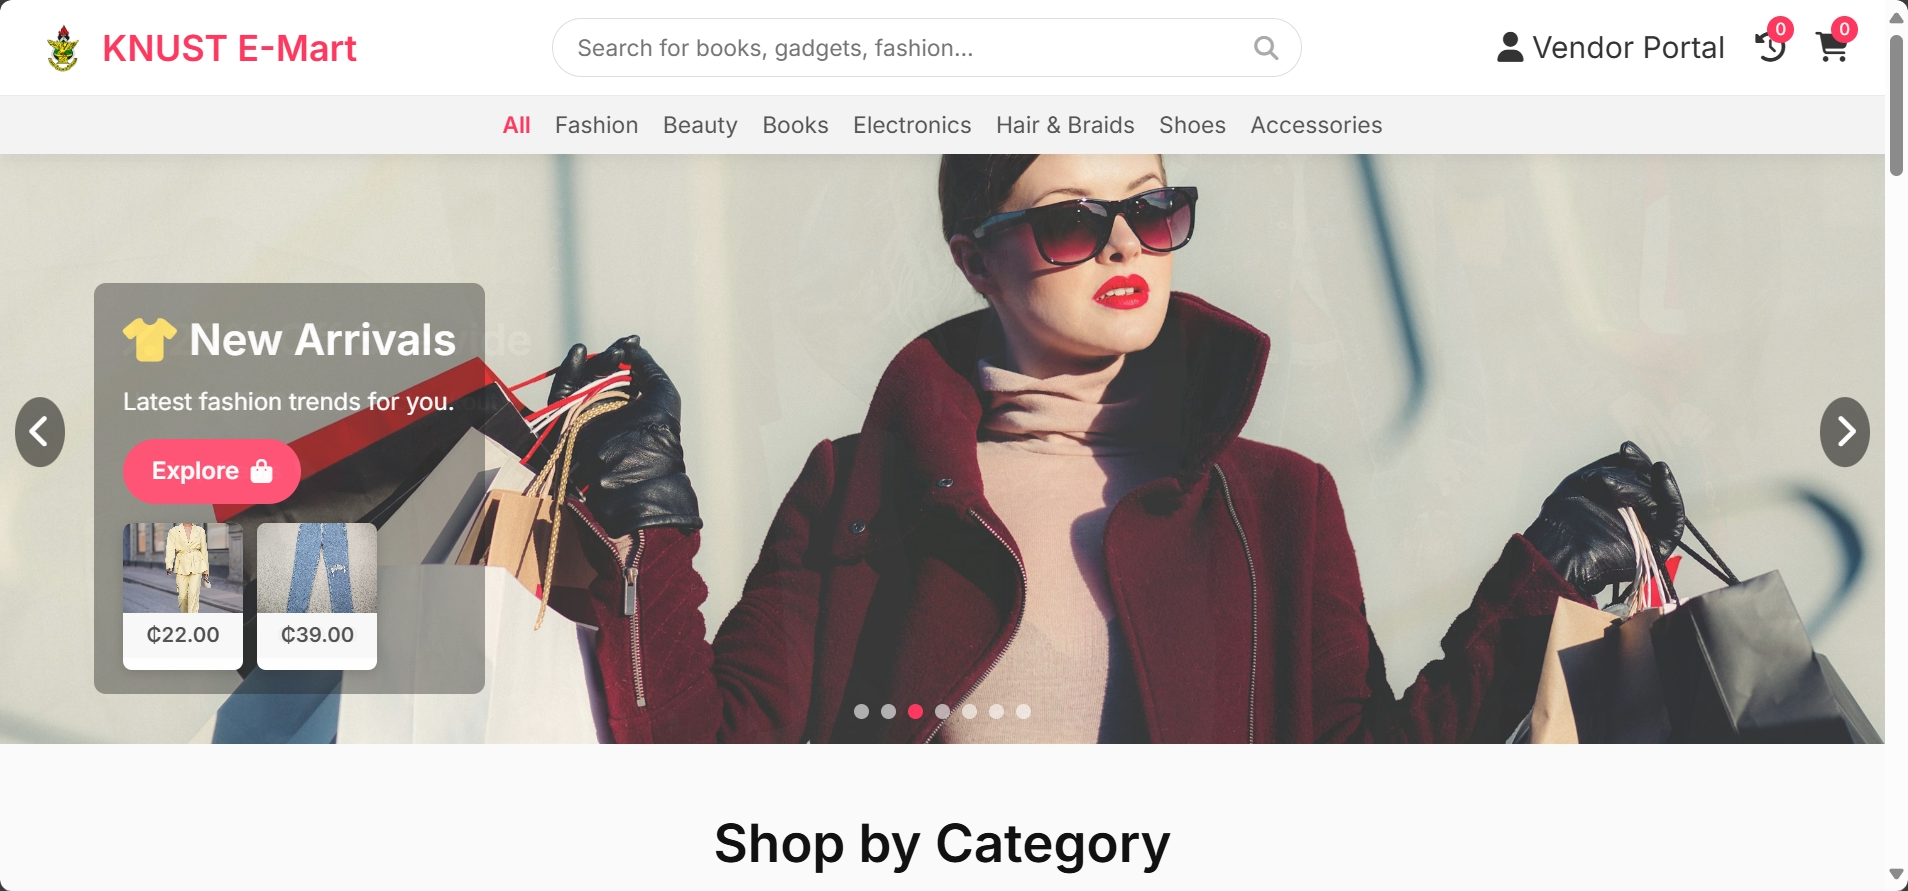 KNUST E-Mart
Search for books, gadgets, fashion...
Vendor Portal
0
0
All Fashion Beauty Books Electronics Hair & Braids Shoes Accessories
New Arrivals
Latest fashion trends for you.
Explore
₵22.00
₵39.00
Shop by Category